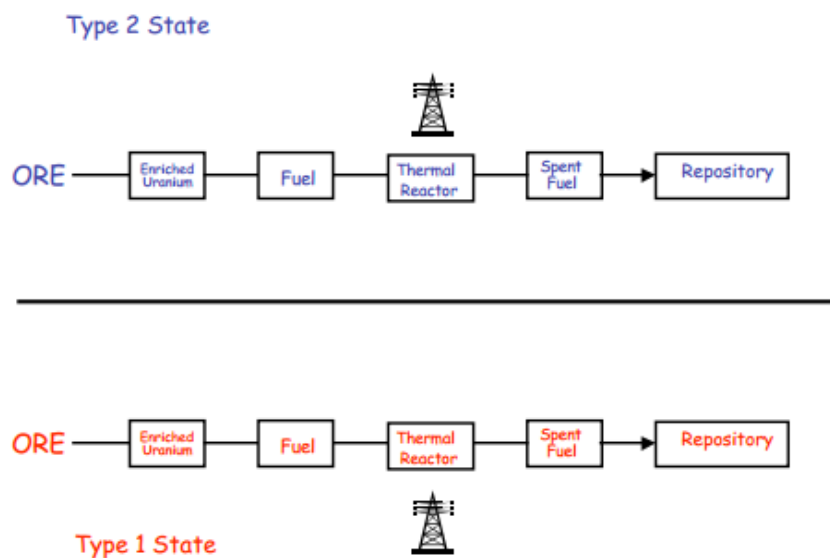 Type 2 State
ORE
Enriched
Uranium
Fuel
Thermal
Reactor
Spent
Fuel
Repository
ORE
Enriched
Uranium
Fuel
Thermal
Reactor
Spent
Fuel
Repository
Type 1 State